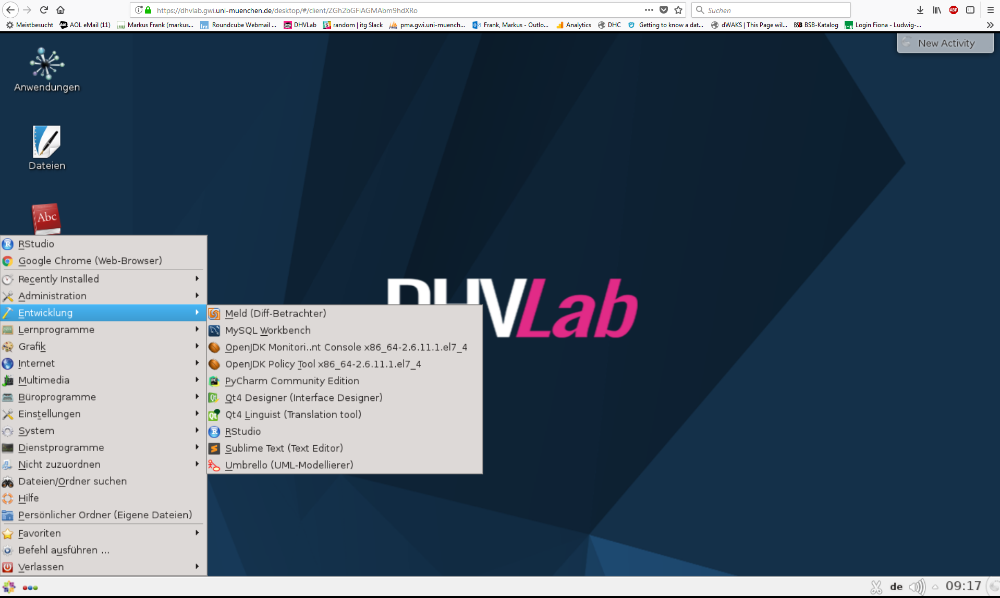 https://dhvlab.gwi.uni-muenchen.de/desktop/#/client/ZGh2bGFiAGMAbm9hdXRo
Suchen
Meistbesucht
AOL eMail (11)
Markus Frank (markus...
Roundcube Webmail ...
DHVLab
random | itg Slack
pma.gwi.uni-muench...
Frank, Markus - Outlo...
Analytics
DHC
Getting to know a dat...
dWAKS | This Page wil...
BSB-Katalog
Login Fiona - Ludwig-...
New Activity
Anwendungen
Dateien
Abc
DHVLab
RStudio
Google Chrome (Web-Browser)
Recently Installed
Administration
Entwicklung
Lernprogramme
Grafik
Internet
Multimedia
Büroprogramme
Einstellungen
System
Dienstprogramme
Nicht zuzuordnen
Dateien/Ordner suchen
Hilfe
Persönlicher Ordner (Eigene Dateien)
Favoriten
Befehl ausführen ...
Verlassen
Meld (Diff-Betrachter)
MySQL Workbench
OpenJDK Monitori..nt Console x86_64-2.6.11.1.el7_4
OpenJDK Policy Tool x86_64-2.6.11.1.el7_4
PyCharm Community Edition
Qt4 Designer (Interface Designer)
Qt4 Linguist (Translation tool)
RStudio
Sublime Text (Text Editor)
Umbrello (UML-Modellierer)
de
09:17